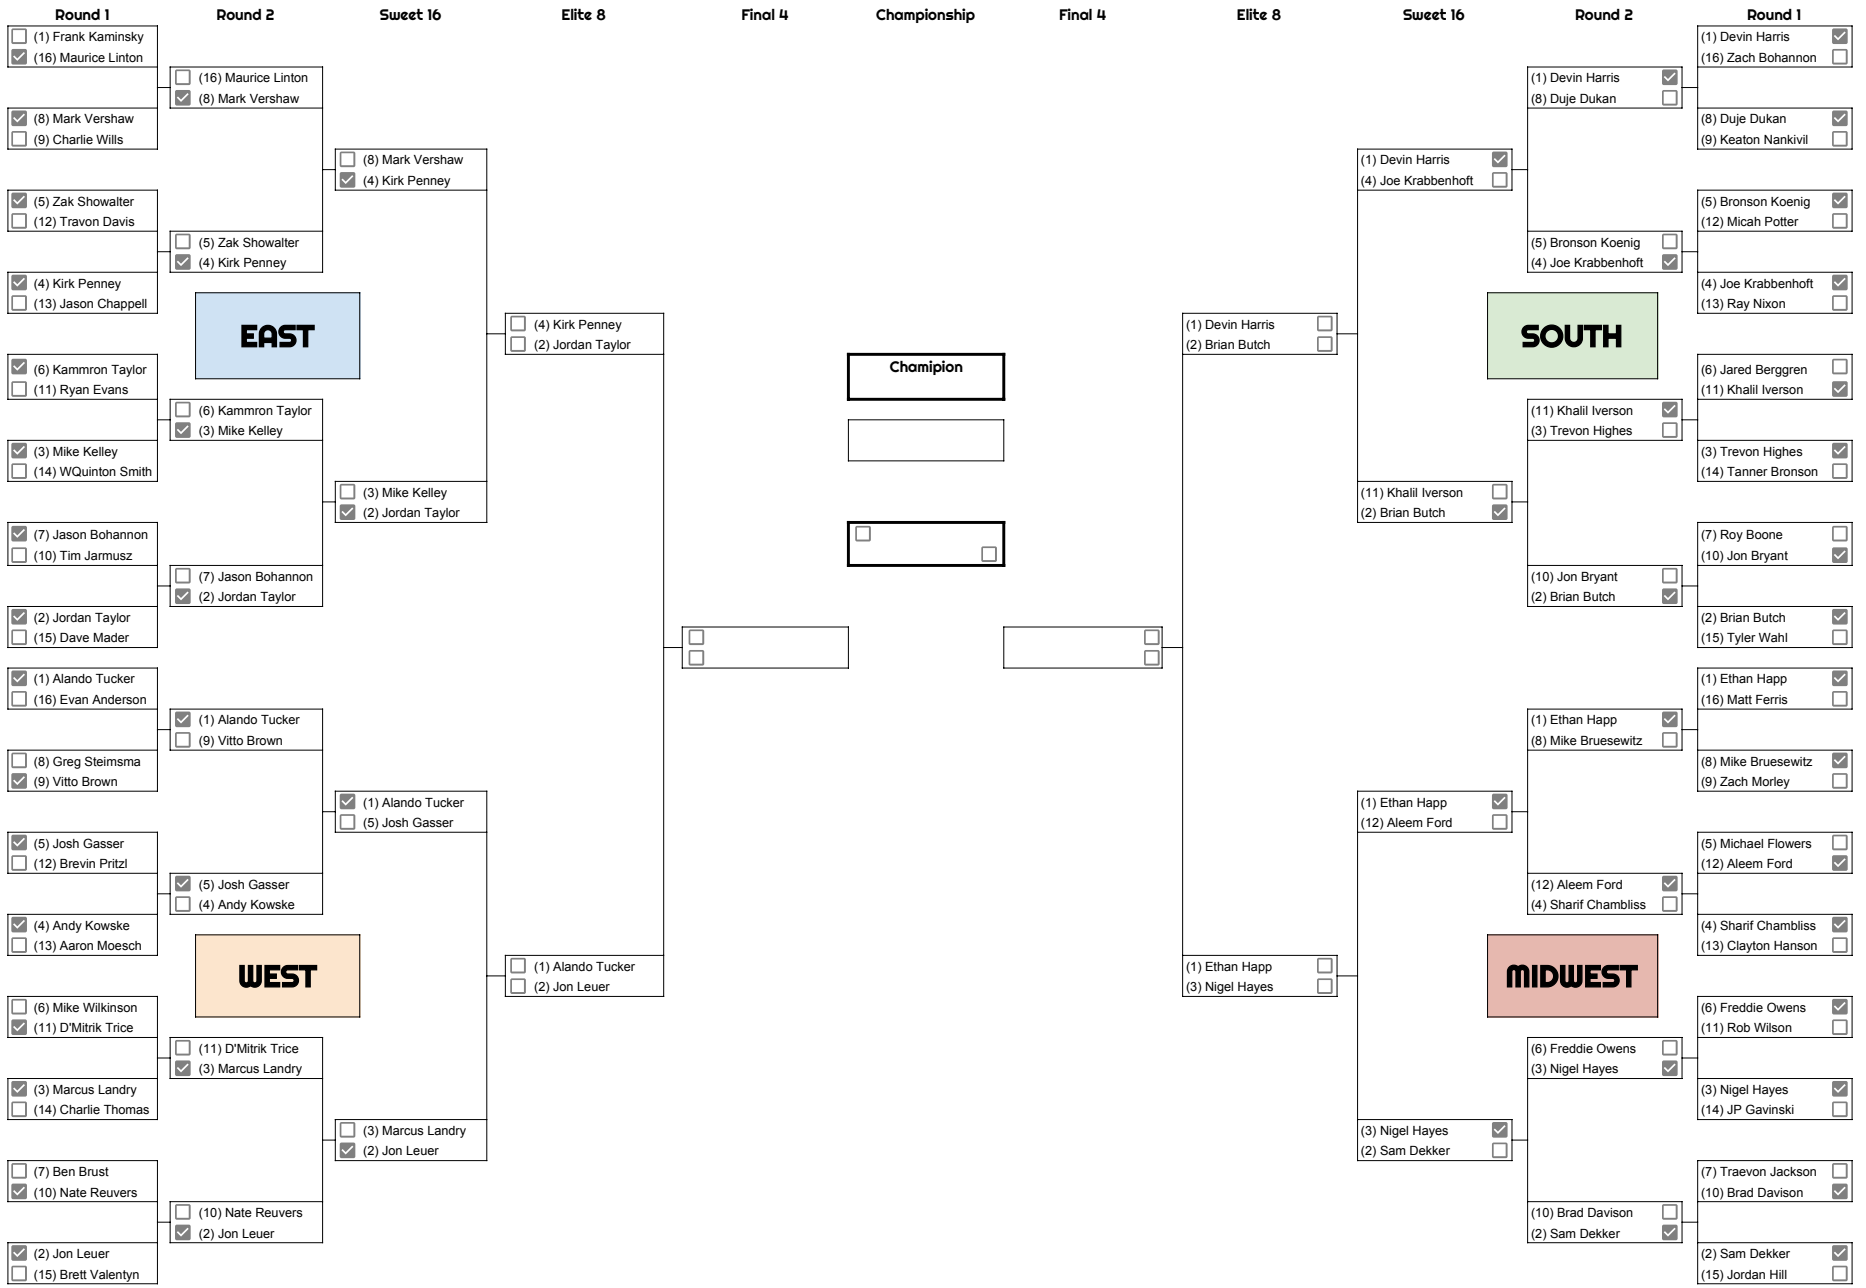 Round 1
Round 2
Sweet 16
Elite 8
Final 4
Championship
Final 4
Elite 8
Sweet 16
Round 2
Round 1
(1) Frank Kaminsky
(16) Maurice Linton
(8) Mark Vershaw
(9) Charlie Wills
(5) Zak Showalter
(12) Travon Davis
(4) Kirk Penney
(13) Jason Chappell
(6) Kammron Taylor
(11) Ryan Evans
(3) Mike Kelley
(14) WQuinton Smith
(7) Jason Bohannon
(10) Tim Jarmusz
(2) Jordan Taylor
(15) Dave Mader
(1) Alando Tucker
(16) Evan Anderson
(8) Greg Steimsma
(9) Vitto Brown
(5) Josh Gasser
(12) Brevin Pritzl
(4) Andy Kowske
(13) Aaron Moesch
(6) Mike Wilkinson
(11) D'Mitrik Trice
(3) Marcus Landry
(14) Charlie Thomas
(7) Ben Brust
(10) Nate Reuvers
(2) Jon Leuer
(15) Brett Valentyn
(16) Maurice Linton
(8) Mark Vershaw
(5) Zak Showalter
(4) Kirk Penney
EAST
(6) Kammron Taylor
(3) Mike Kelley
(7) Jason Bohannon
(2) Jordan Taylor
(1) Alando Tucker
(9) Vitto Brown
(5) Josh Gasser
(4) Andy Kowske
WEST
(11) D'Mitrik Trice
(3) Marcus Landry
(10) Nate Reuvers
(2) Jon Leuer
(8) Mark Vershaw
(4) Kirk Penney
(3) Mike Kelley
(2) Jordan Taylor
(1) Alando Tucker
(5) Josh Gasser
(3) Marcus Landry
(2) Jon Leuer
(4) Kirk Penney
(2) Jordan Taylor
(1) Alando Tucker
(2) Jon Leuer
Chamipion
(1) Devin Harris
(2) Brian Butch
(1) Ethan Happ
(3) Nigel Hayes
(1) Devin Harris
(4) Joe Krabbenhoft
(11) Khalil Iverson
(2) Brian Butch
(1) Ethan Happ
(12) Aleem Ford
(3) Nigel Hayes
(2) Sam Dekker
(1) Devin Harris
(8) Duje Dukan
(5) Bronson Koenig
(4) Joe Krabbenhoft
SOUTH
(11) Khalil Iverson
(3) Trevon Highes
(10) Jon Bryant
(2) Brian Butch
(1) Ethan Happ
(8) Mike Bruesewitz
(12) Aleem Ford
(4) Sharif Chambliss
MIDWEST
(6) Freddie Owens
(3) Nigel Hayes
(10) Brad Davison
(2) Sam Dekker
(1) Devin Harris
(16) Zach Bohannon
(8) Duje Dukan
(9) Keaton Nankivil
(5) Bronson Koenig
(12) Micah Potter
(4) Joe Krabbenhoft
(13) Ray Nixon
(6) Jared Berggren
(11) Khalil Iverson
(3) Trevon Highes
(14) Tanner Bronson
(7) Roy Boone
(10) Jon Bryant
(2) Brian Butch
(15) Tyler Wahl
(1) Ethan Happ
(16) Matt Ferris
(8) Mike Bruesewitz
(9) Zach Morley
(5) Michael Flowers
(12) Aleem Ford
(4) Sharif Chambliss
(13) Clayton Hanson
(6) Freddie Owens
(11) Rob Wilson
(3) Nigel Hayes
(14) JP Gavinski
(7) Traevon Jackson
(10) Brad Davison
(2) Sam Dekker
(15) Jordan Hill